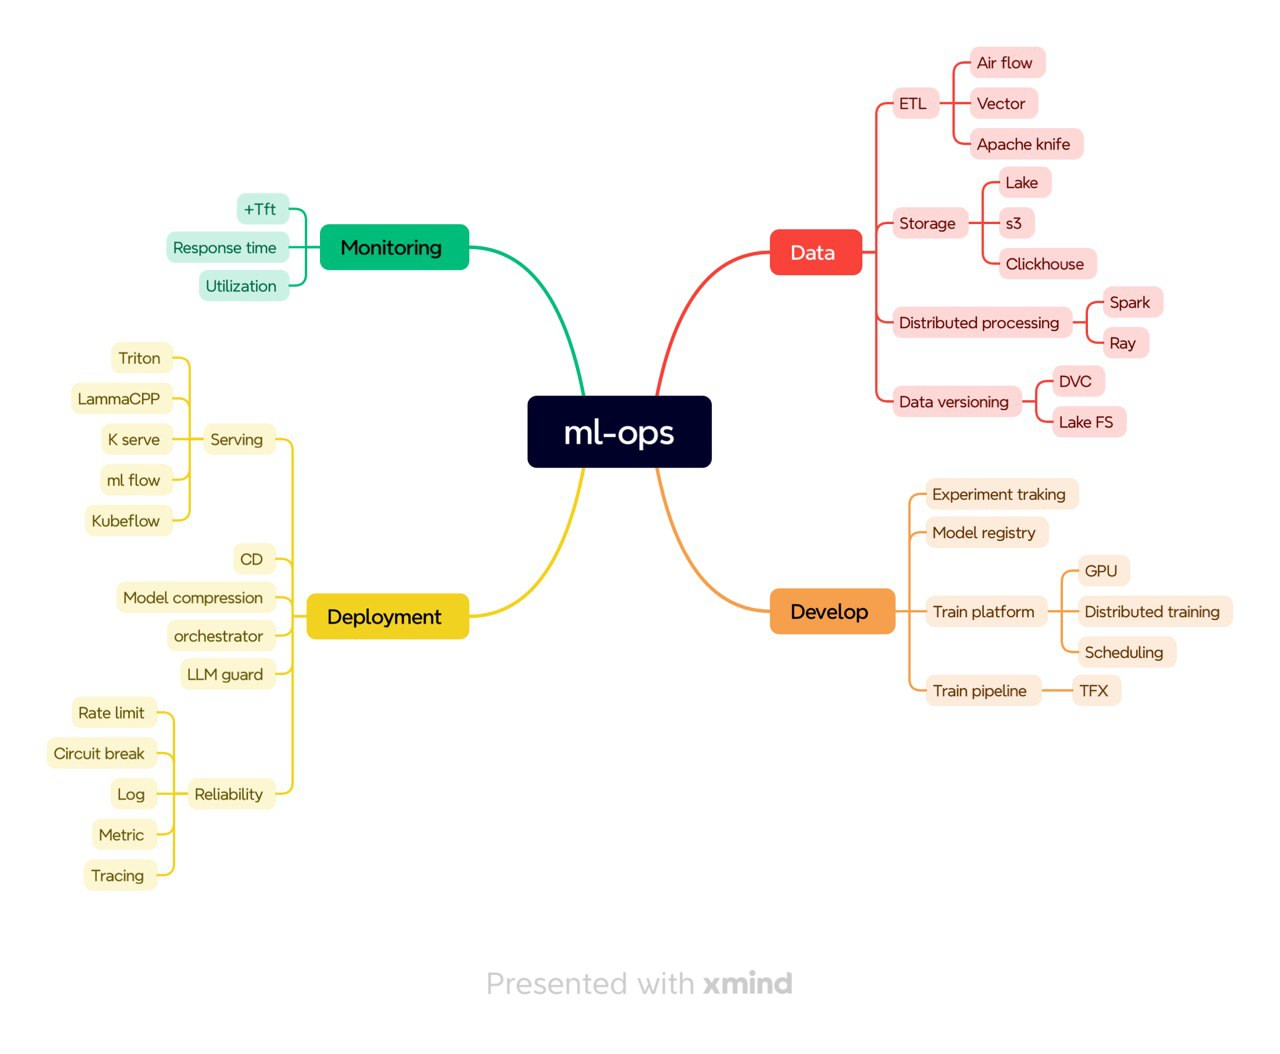 ml-ops
Data
ETL
Air flow
Vector
Apache knife
Storage
Lake
s3
Clickhouse
Distributed processing
Spark
Ray
Data versioning
DVC
Lake FS
Develop
Experiment traking
Model registry
Train platform
GPU
Distributed training
Scheduling
Train pipeline
TFX
Monitoring
+Tft
Response time
Utilization
Deployment
Serving
Triton
LammaCPP
K serve
ml flow
Kubeflow
CD
Model compression
orchestrator
LLM guard
Reliability
Rate limit
Circuit break
Log
Metric
Tracing
Presented with xmind